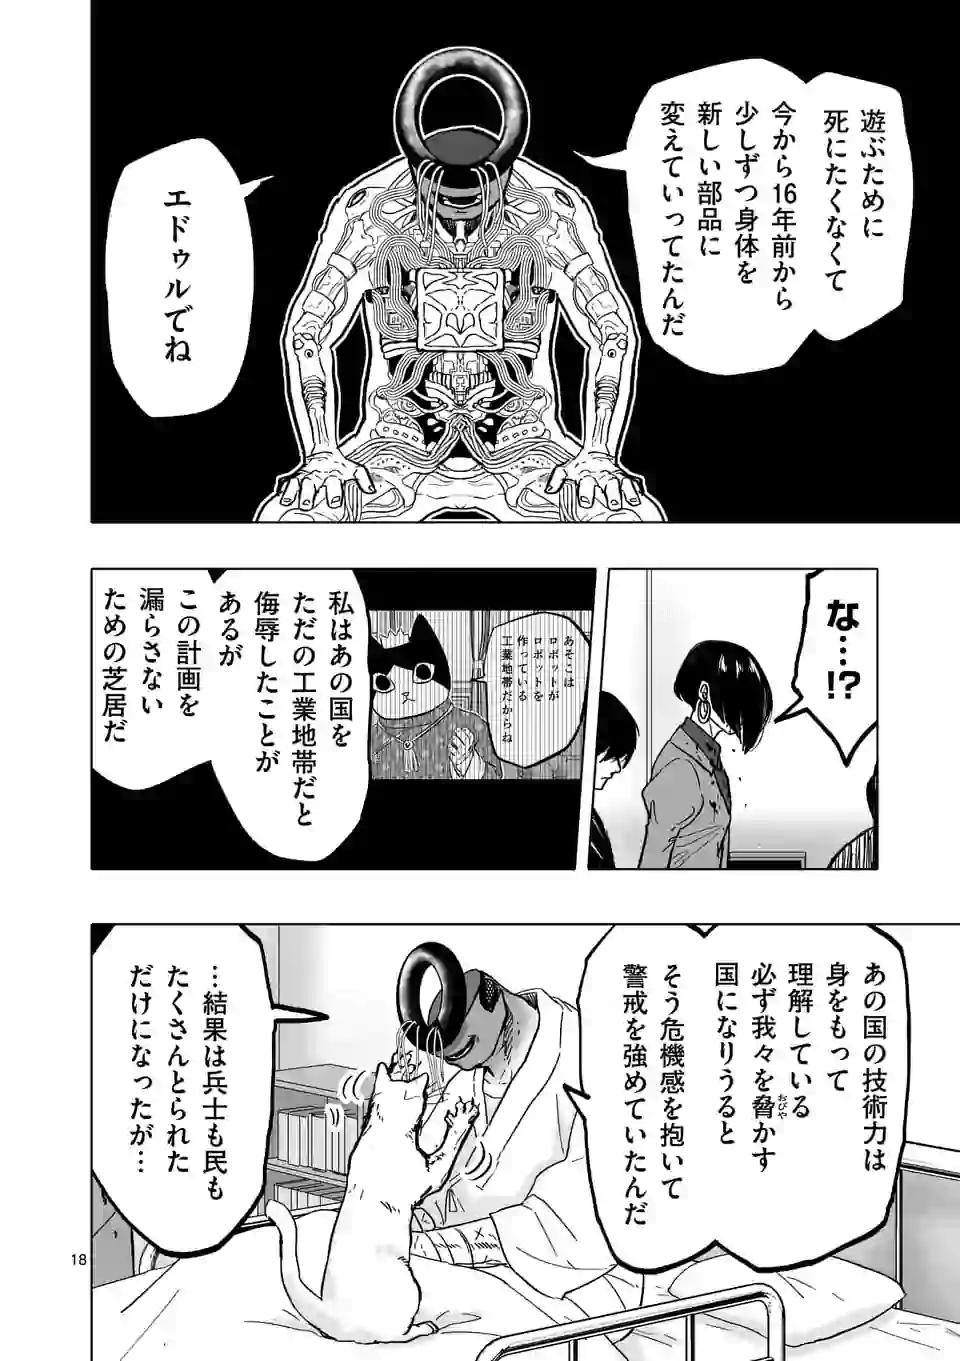 遊ぶために
死にたくなくて
今から16年前から
少しずつ身体を
新しい部品に
変えていってたんだ
エドゥルでね
な…⁉
あそこは
ロボットが
ロボットを
作っている
工業地帯だからね
私はあの国を
ただの工業地帯だと
侮辱したことが
あるが
この計画を
漏らさない
ための芝居だ
あの国の技術力は
身をもって
理解している
必ず我々を脅かす
おびや
国になりうると
そう危機感を抱いて
警戒を強めていたんだ
…結果は兵士も民も
たくさんとられた
だけになったが…
18